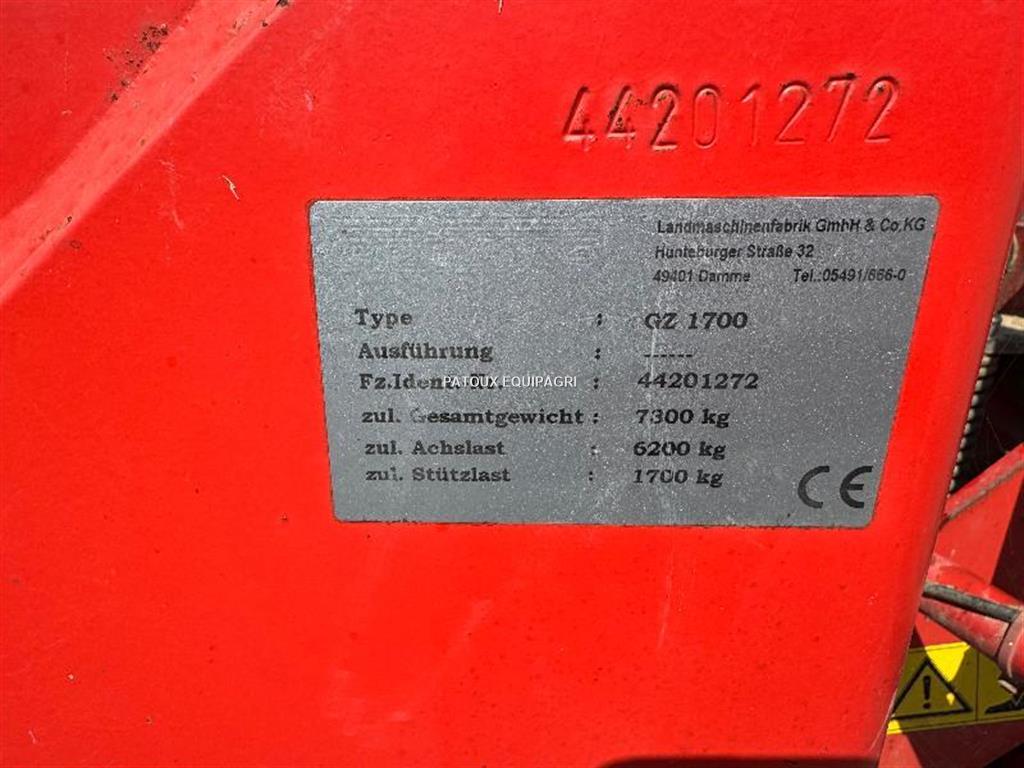 44201272
Landmaschinenfabrik GmbH & Co.KG
Hunteburger Straße 32
49401 Damme Tel.:05491/666-0
Type : GZ 1700
Ausführung : ------
Fz.Ident. : 44201272
PATOUX EQUIPAGRI
zul. Gesamtgewicht : 7300 kg
zul. Achslast : 6200 kg
zul. Stützlast : 1700 kg
CE